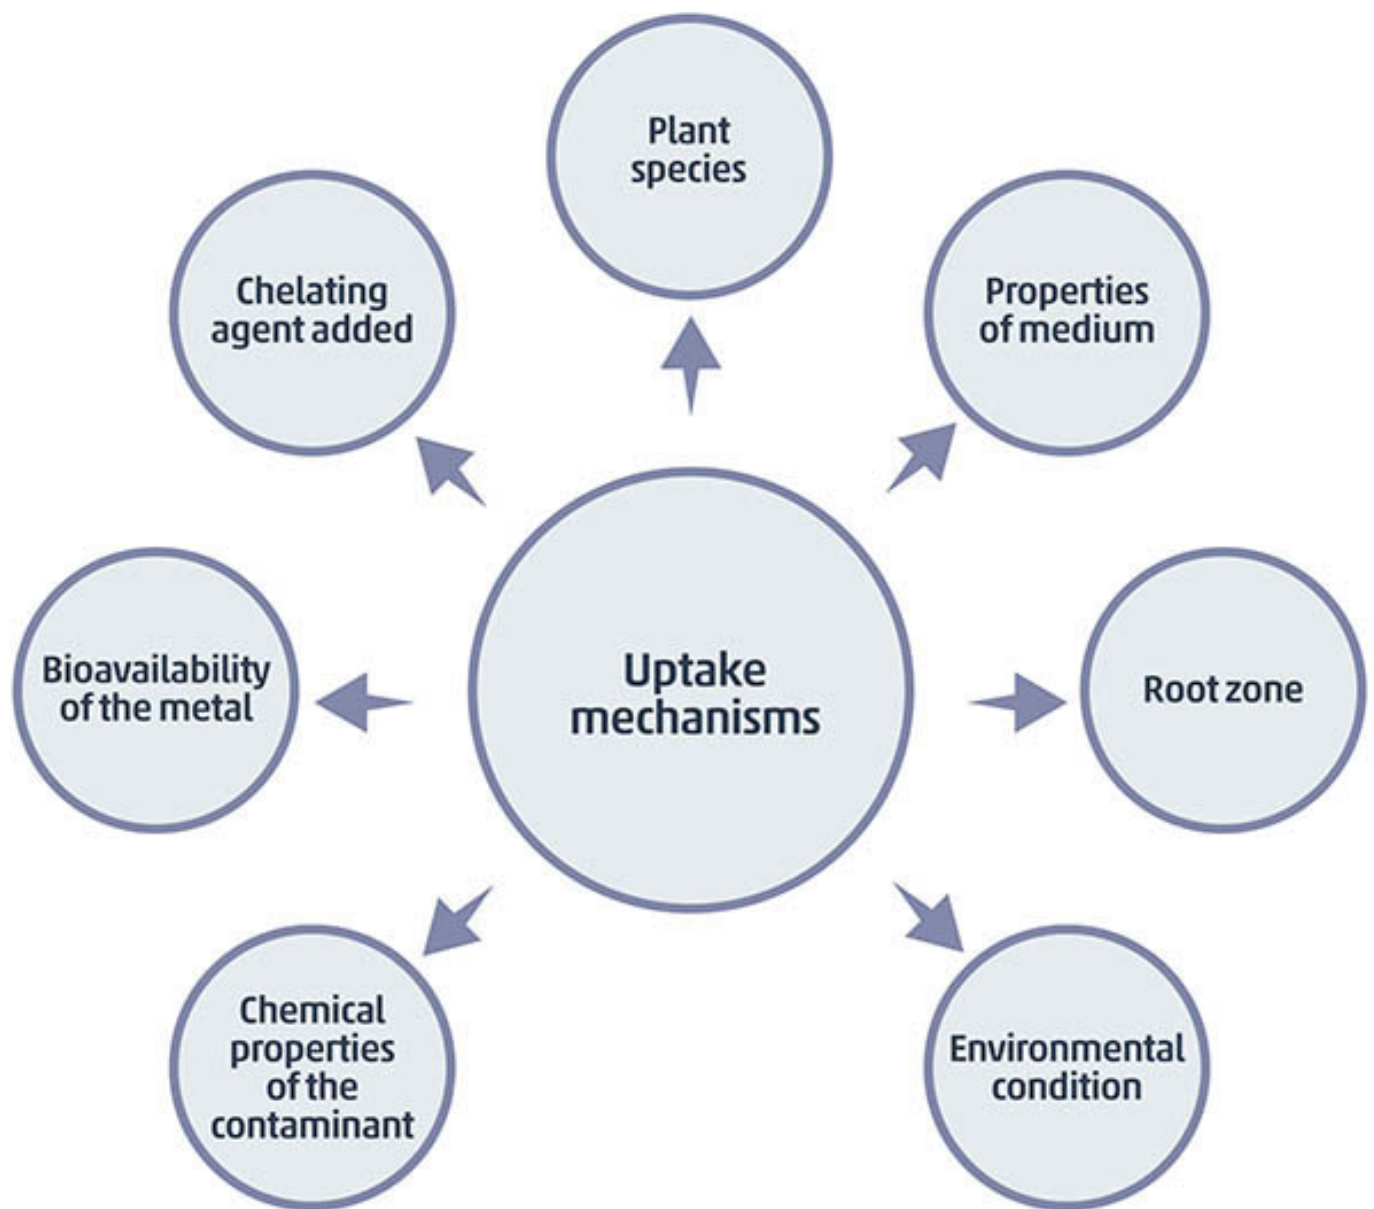 Plant
species
Chelating
agent added
Properties
of medium
Uptake
mechanisms
Bioavailability
of the metal
Root zone
Chemical
properties
of the
contaminant
Environmental
condition